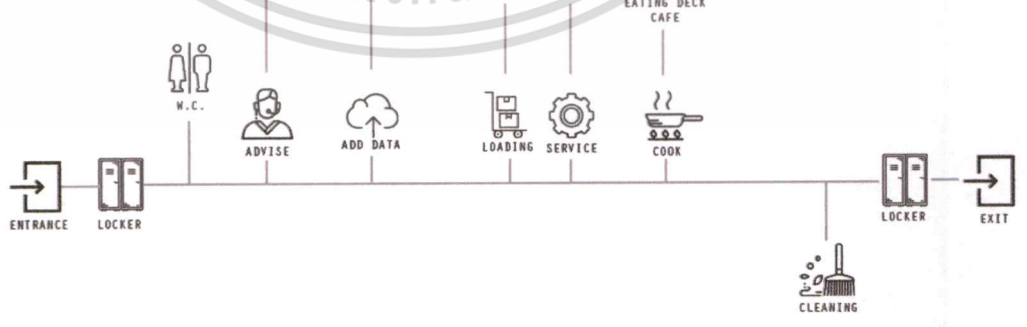 EATING DECK
CAFE
W.C.
ADVISE
ADD DATA
LOADING
SERVICE
COOK
ENTRANCE
LOCKER
LOCKER
EXIT
CLEANING